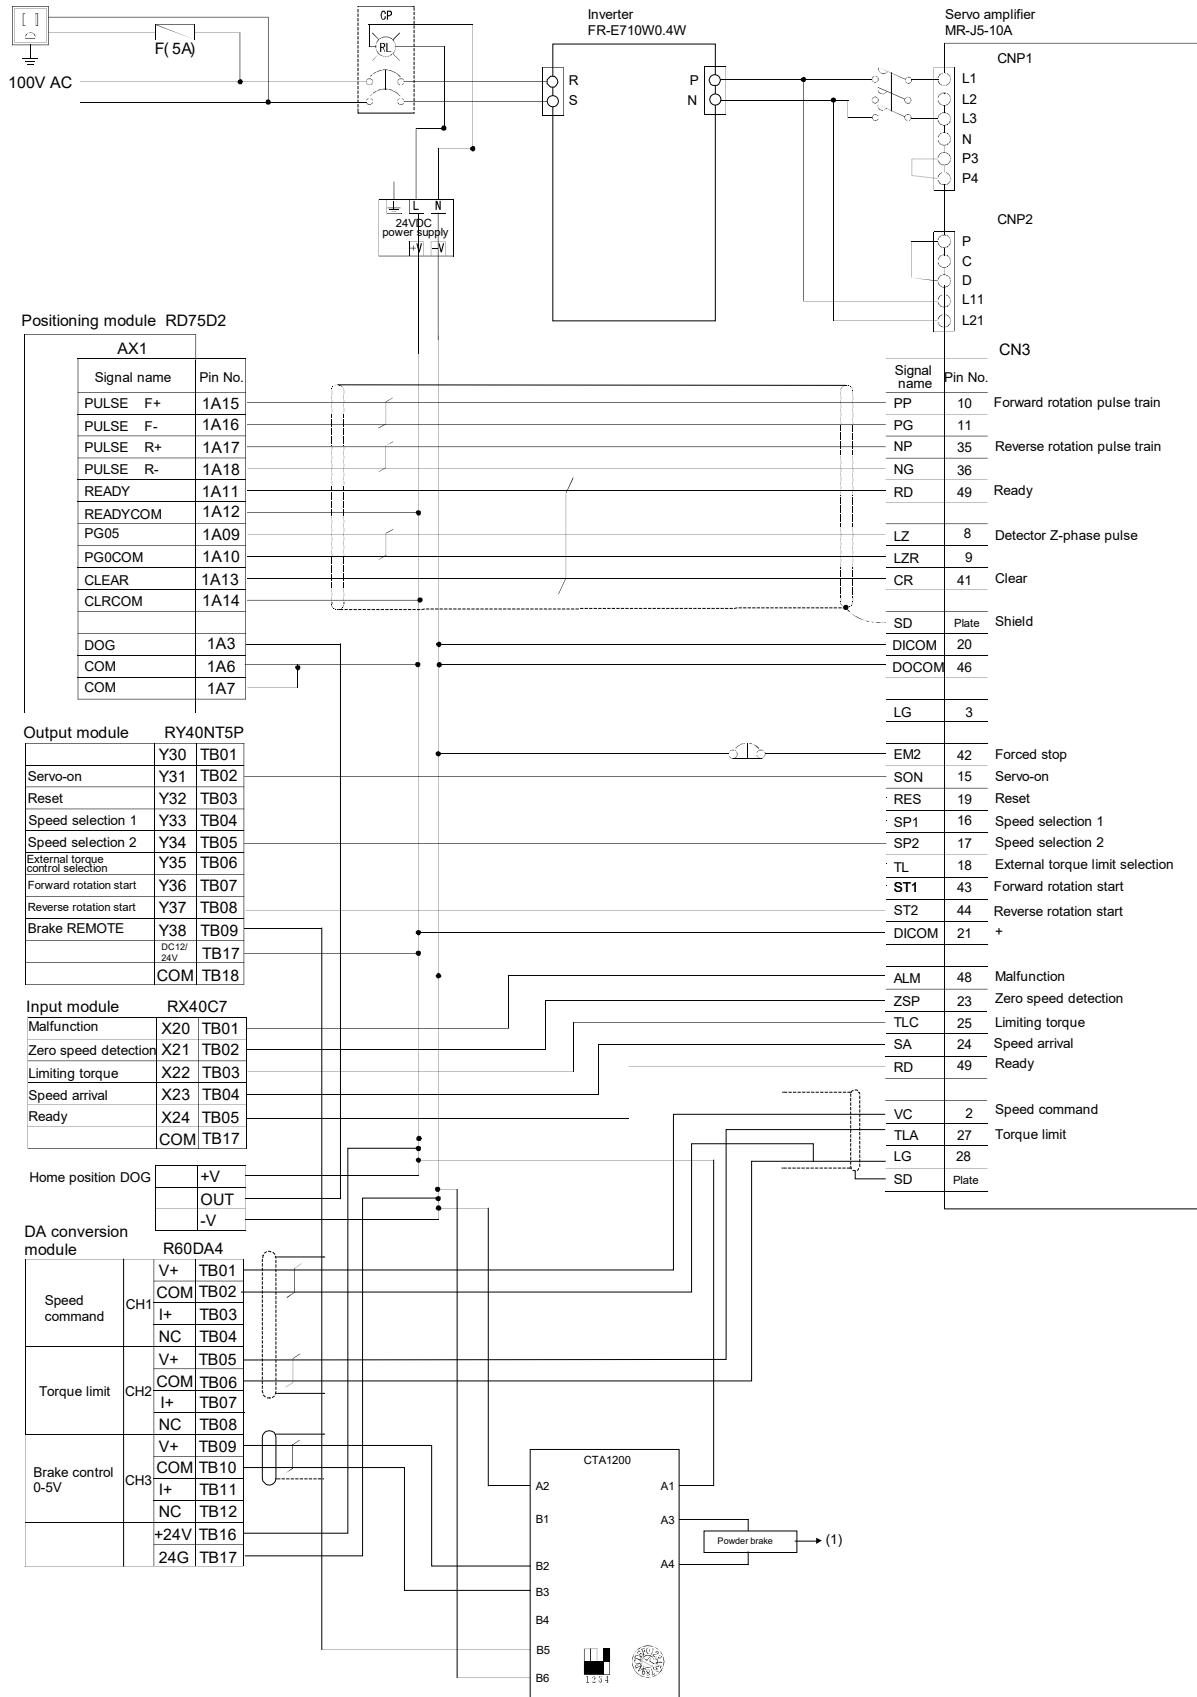 F( 5A)
100V AC
CP
RL
Inverter
FR-E710W0.4W
R
S
P
N
Servo amplifier
MR-J5-10A
CNP1
L1
L2
L3
N
P3
P4
L N
24VDC
power supply
+V -V
CNP2
P
C
D
L11
L21
Positioning module RD75D2
AX1
Signal name Pin No.
PULSE F+ 1A15
PULSE F- 1A16
PULSE R+ 1A17
PULSE R- 1A18
READY 1A11
READYCOM 1A12
PG05 1A09
PG0COM 1A10
CLEAR 1A13
CLRCOM 1A14
DOG 1A3
COM 1A6
COM 1A7
CN3
Signal
name Pin No.
PP 10 Forward rotation pulse train
PG 11
NP 35 Reverse rotation pulse train
NG 36
RD 49 Ready
LZ 8 Detector Z-phase pulse
LZR 9
CR 41 Clear
SD Plate Shield
DICOM 20
DOCOM 46
LG 3
EM2 42 Forced stop
SON 15 Servo-on
RES 19 Reset
SP1 16 Speed selection 1
SP2 17 Speed selection 2
TL 18 External torque limit selection
ST1 43 Forward rotation start
ST2 44 Reverse rotation start
DICOM 21 +
ALM 48 Malfunction
ZSP 23 Zero speed detection
TLC 25 Limiting torque
SA 24 Speed arrival
RD 49 Ready
VC 2 Speed command
TLA 27 Torque limit
LG 28
SD Plate
Output module RY40NT5P
Y30 TB01
Servo-on Y31 TB02
Reset Y32 TB03
Speed selection 1 Y33 TB04
Speed selection 2 Y34 TB05
External torque
control selection Y35 TB06
Forward rotation start Y36 TB07
Reverse rotation start Y37 TB08
Brake REMOTE Y38 TB09
DC12/
24V TB17
COM TB18
Input module RX40C7
Malfunction X20 TB01
Zero speed detection X21 TB02
Limiting torque X22 TB03
Speed arrival X23 TB04
Ready X24 TB05
COM TB17
Home position DOG +V
OUT
-V
DA conversion
module R60DA4
Speed
command
CH1
V+ TB01
COM TB02
I+ TB03
NC TB04
Torque limit
CH2
V+ TB05
COM TB06
I+ TB07
NC TB08
Brake control
0-5V
CH3
V+ TB09
COM TB10
I+ TB11
NC TB12
+24V TB16
24G TB17
CTA1200
A2 A1
B1 A3
Powder brake (1)
B2 A4
B3
B4
B5
B6
1 2 3 4